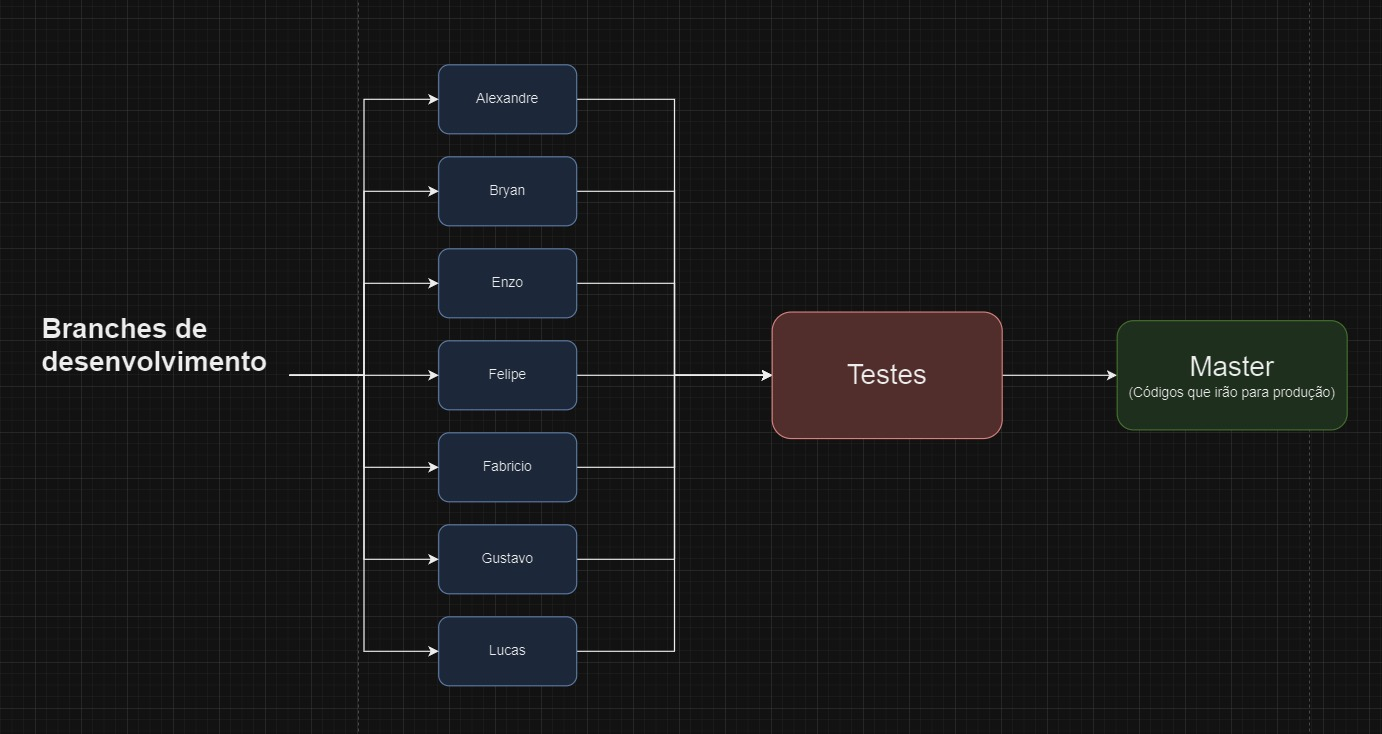 Branches de
desenvolvimento
Alexandre
Bryan
Enzo
Felipe
Fabricio
Gustavo
Lucas
Testes
Master
(Códigos que irão para produção)